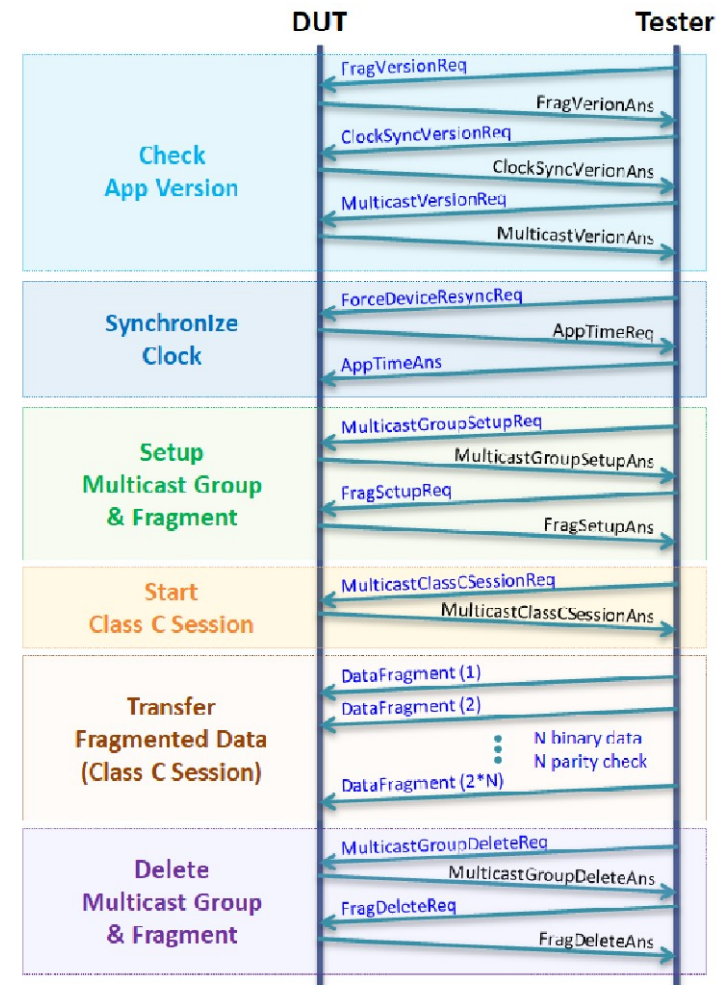 DUT
Tester
Check
App Version
FragVersionReq
FragVerionAns
ClockSyncVersionReq
ClockSyncVerionAns
MulticastVersionReq
MulticastVerionAns
SynchronIze
Clock
ForceDeviceResyncReq
AppTimeReq
AppTimeAns
Setup
Multicast Group
& Fragment
MulticastGroupSetupReq
MulticastGroupSetupAns
FragSctupReq
FragSetupAns
Start
Class C Session
MulticastClassCSessionReq
MulticastClassCSessionAns
Transfer
Fragmented Data
(Class C Session)
DataFragment (1)
DataFragment (2)
N binary data
N parity check
DataFragment (2*N)
Delete
Multicast Group
& Fragment
MulticastGroupDeleteReq
MulticastGroupDeleteAns
FragDeleteReq
FragDeleteAns